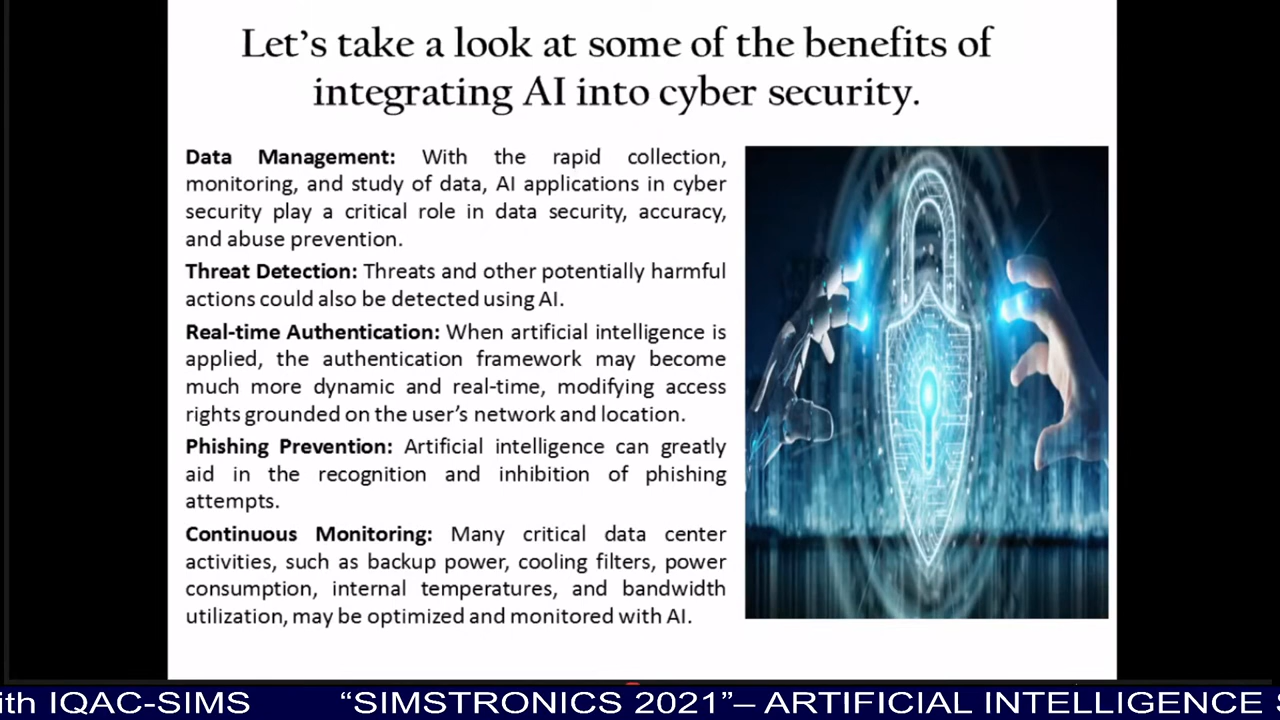 Let’s take a look at some of the benefits of
integrating AI into cyber security.
Data Management: With the rapid collection,
monitoring, and study of data, AI applications in cyber
security play a critical role in data security, accuracy,
and abuse prevention.
Threat Detection: Threats and other potentially harmful
actions could also be detected using AI.
Real-time Authentication: When artificial intelligence is
applied, the authentication framework may become
much more dynamic and real-time, modifying access
rights grounded on the user’s network and location.
Phishing Prevention: Artificial intelligence can greatly
aid in the recognition and inhibition of phishing
attempts.
Continuous Monitoring: Many critical data center
activities, such as backup power, cooling filters, power
consumption, internal temperatures, and bandwidth
utilization, may be optimized and monitored with AI.
ith IQAC-SIMS “SIMSTRONICS 2021”– ARTIFICIAL INTELLIGENCE